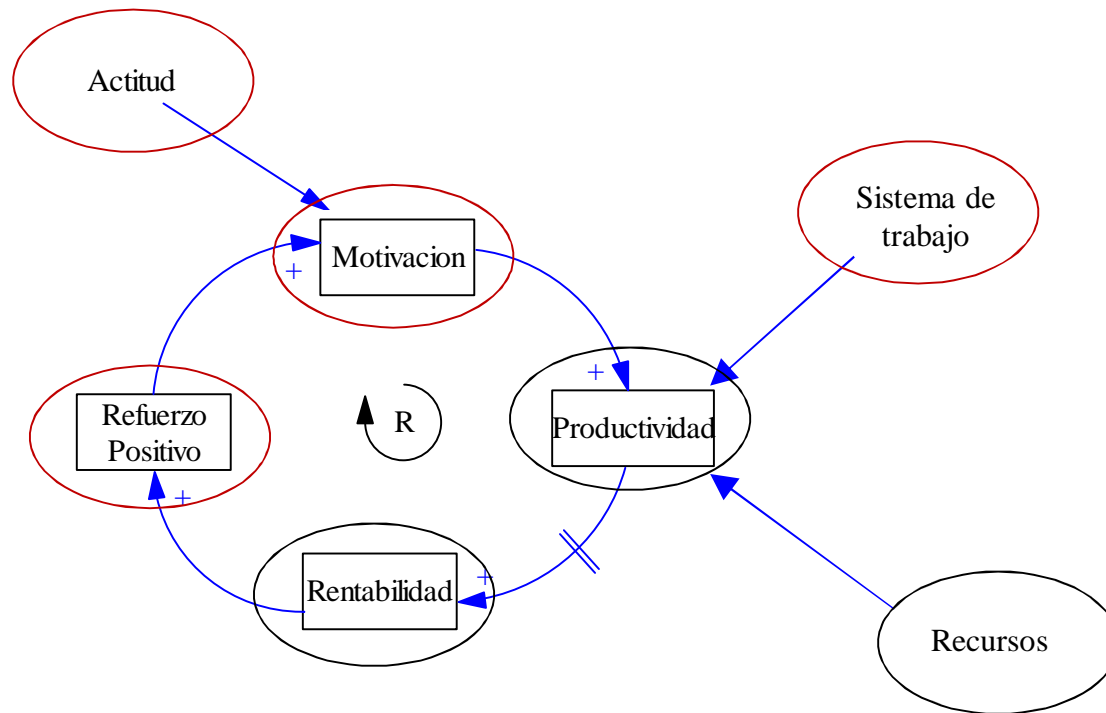 Actitud
Sistema de
trabajo
Motivacion
+
+
Productividad
Refuerzo
Positivo
R
+
Rentabilidad
+
Recursos